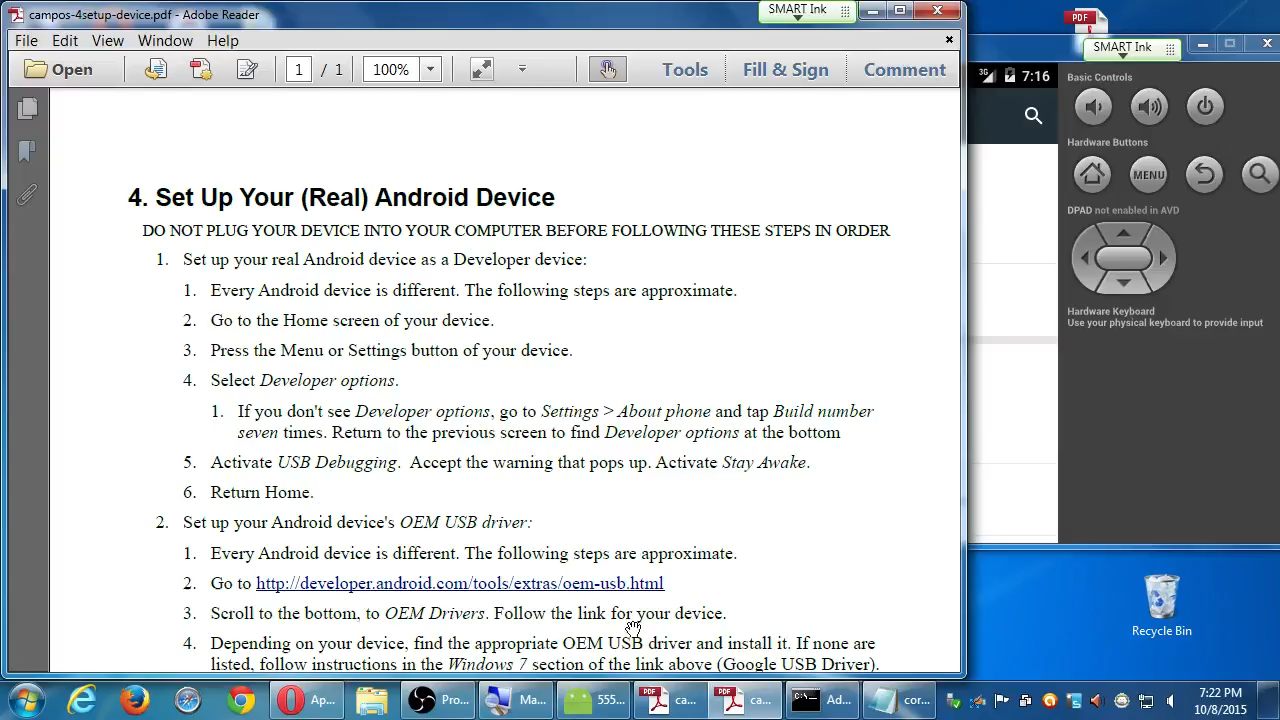 campos-4setup-device.pdf - Adobe Reader
SMART Ink
PDF
File Edit View Window Help
SMART Ink
Open 1 / 1 100% Tools Fill & Sign Comment
3G 7:16
Basic Controls
Hardware Buttons
MENU
DPAD not enabled in AVD
Hardware Keyboard
Use your physical keyboard to provide input
4. Set Up Your (Real) Android Device
DO NOT PLUG YOUR DEVICE INTO YOUR COMPUTER BEFORE FOLLOWING THESE STEPS IN ORDER
1. Set up your real Android device as a Developer device:
1. Every Android device is different. The following steps are approximate.
2. Go to the Home screen of your device.
3. Press the Menu or Settings button of your device.
4. Select Developer options.
1. If you don't see Developer options, go to Settings > About phone and tap Build number
seven times. Return to the previous screen to find Developer options at the bottom
5. Activate USB Debugging. Accept the warning that pops up. Activate Stay Awake.
6. Return Home.
2. Set up your Android device's OEM USB driver:
1. Every Android device is different. The following steps are approximate.
2. Go to http://developer.android.com/tools/extras/oem-usb.html
3. Scroll to the bottom, to OEM Drivers. Follow the link for your device.
4. Depending on your device, find the appropriate OEM USB driver and install it. If none are
listed, follow instructions in the Windows 7 section of the link above (Google USB Driver).
Recycle Bin
Ap... Pro... Ma... 555... PDF ca... PDF ca... Ad... cor...
7:22 PM
10/8/2015